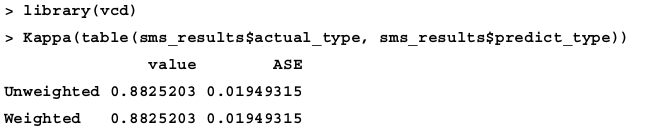 > library(vcd)
> Kappa(table(sms_results$actual_type, sms_results$predict_type))
value ASE
Unweighted 0.8825203 0.01949315
Weighted 0.8825203 0.01949315